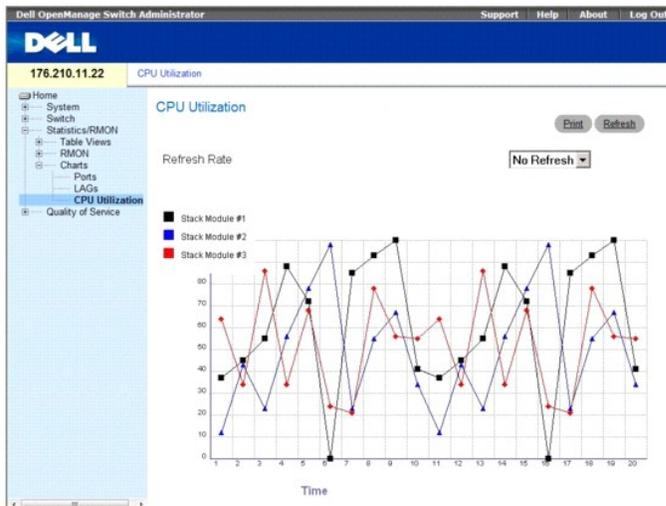 Dell OpenManage Switch Administrator
Support Help About Log Out
DELL
176.210.11.22
CPU Utilization
Home
System
Switch
Statistics/RMON
Table Views
RMON
Charts
Ports
LAGs
CPU Utilization
Quality of Service
CPU Utilization
Print Refresh
Refresh Rate
No Refresh
Stack Module #1
Stack Module #2
Stack Module #3
80
70
60
50
40
30
20
10
0
1 2 3 4 5 6 7 8 9 10 11 12 13 14 15 16 17 18 19 20
Time